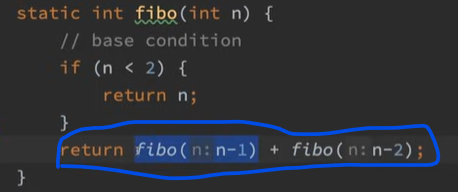 static int fibo(int n) {
// base condition
if (n < 2) {
return n;
}
return fibo( n: n-1) + fibo( n: n-2);
}